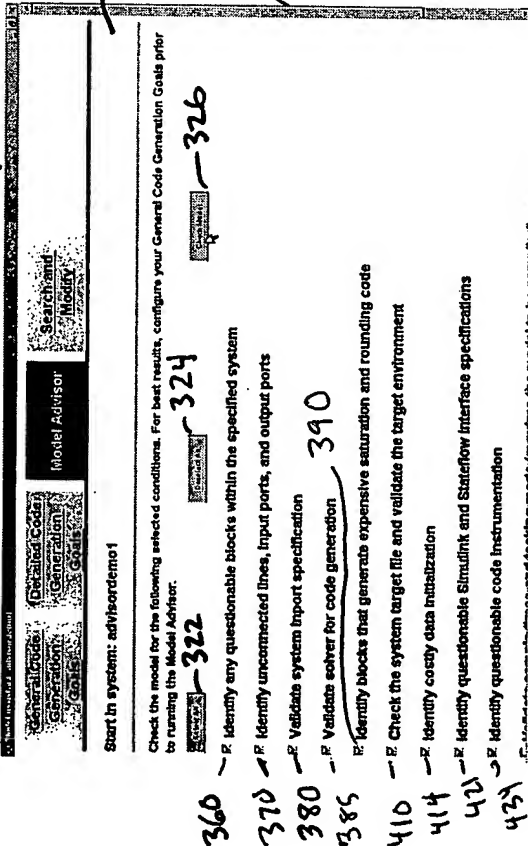 General Code Generation Goals
Detailed Code Generation Goals
Model Advisor
Search and Modify
Start in system: advisordemo1
Check the model for the following selected conditions. For best results, configure your General Code Generation Goals prior
to running the Model Advisor.
322
324
Check Model
326
360 Identify any questionable blocks within the specified system
370 Identify unconnected lines, input ports, and output ports
380 Validate system inport specification
385 Validate solver for code generation 390
Identify blocks that generate expensive saturation and rounding code
410 Check the system target file and validate the target environment
414 Identify costly data initialization
421 Identify questionable Simulink and Stateflow interface specifications
434 Identify questionable code instrumentation